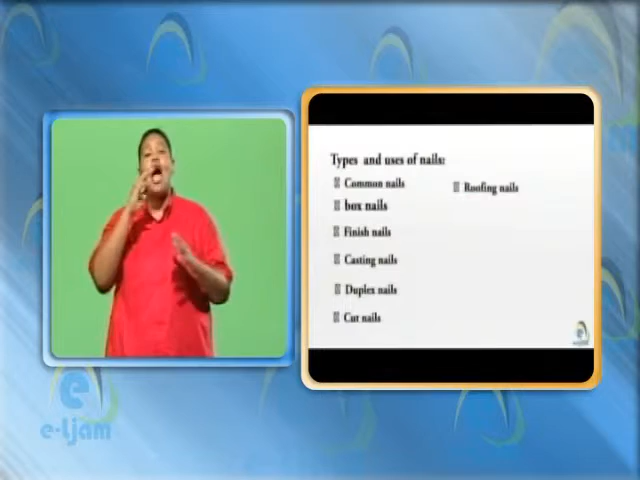 Types and uses of nails:
Common nails
box nails
Finish nails
Casting nails
Duplex nails
Cut nails
Roofing nails
e
e-Ljam